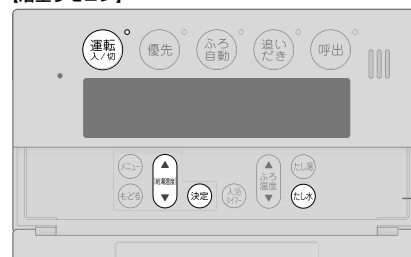 運転
入/切
優先
ふろ
自動
追い
だき
呼出
メニュー
▲
給湯温度
▼
もどる
決定
入浴
タイマー
▲
ふろ
温度
▼
たし湯
たし水